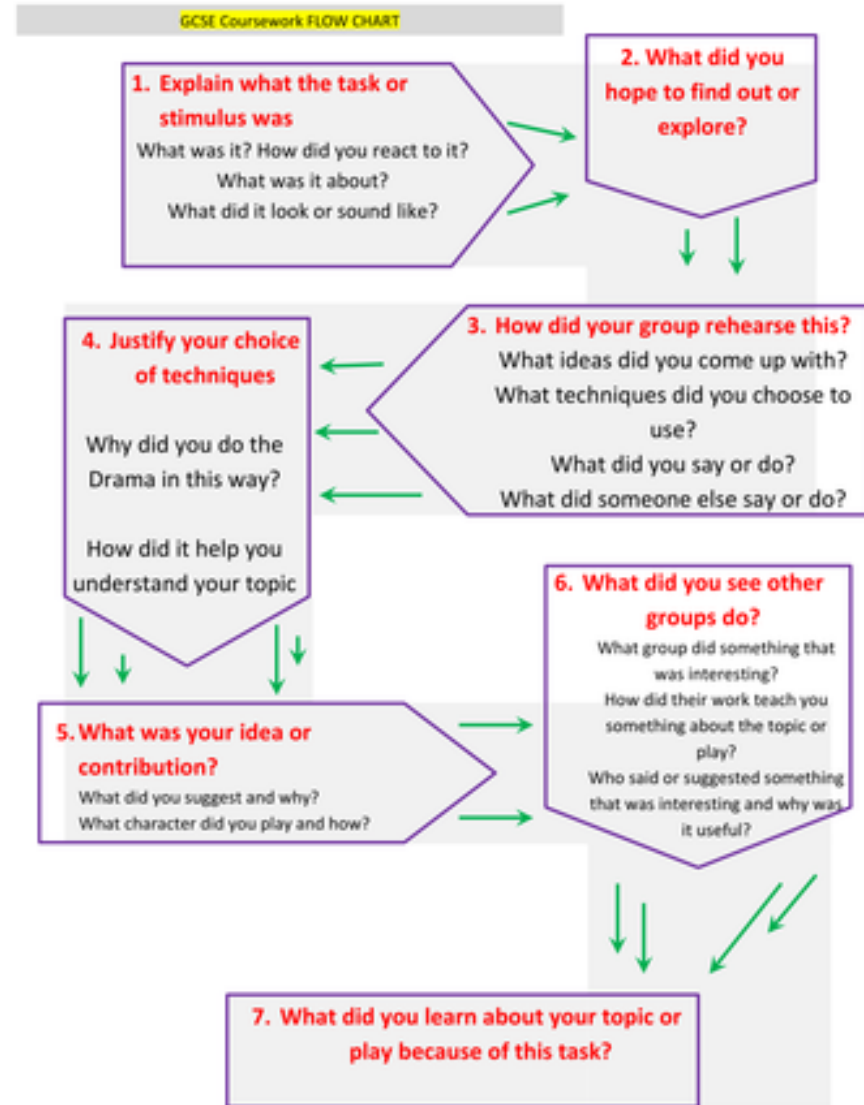 GCSE Coursework FLOW CHART
1. Explain what the task or
stimulus was
What was it? How did you react to it?
What was it about?
What did it look or sound like?
2. What did you
hope to find out or
explore?
3. How did your group rehearse this?
What ideas did you come up with?
What techniques did you choose to
use?
What did you say or do?
What did someone else say or do?
4. Justify your choice
of techniques
Why did you do the
Drama in this way?
How did it help you
understand your topic
5. What was your idea or
contribution?
What did you suggest and why?
What character did you play and how?
6. What did you see other
groups do?
What group did something that
was interesting?
How did their work teach you
something about the topic or
play?
Who said or suggested something
that was interesting and why was
it useful?
7. What did you learn about your topic or
play because of this task?